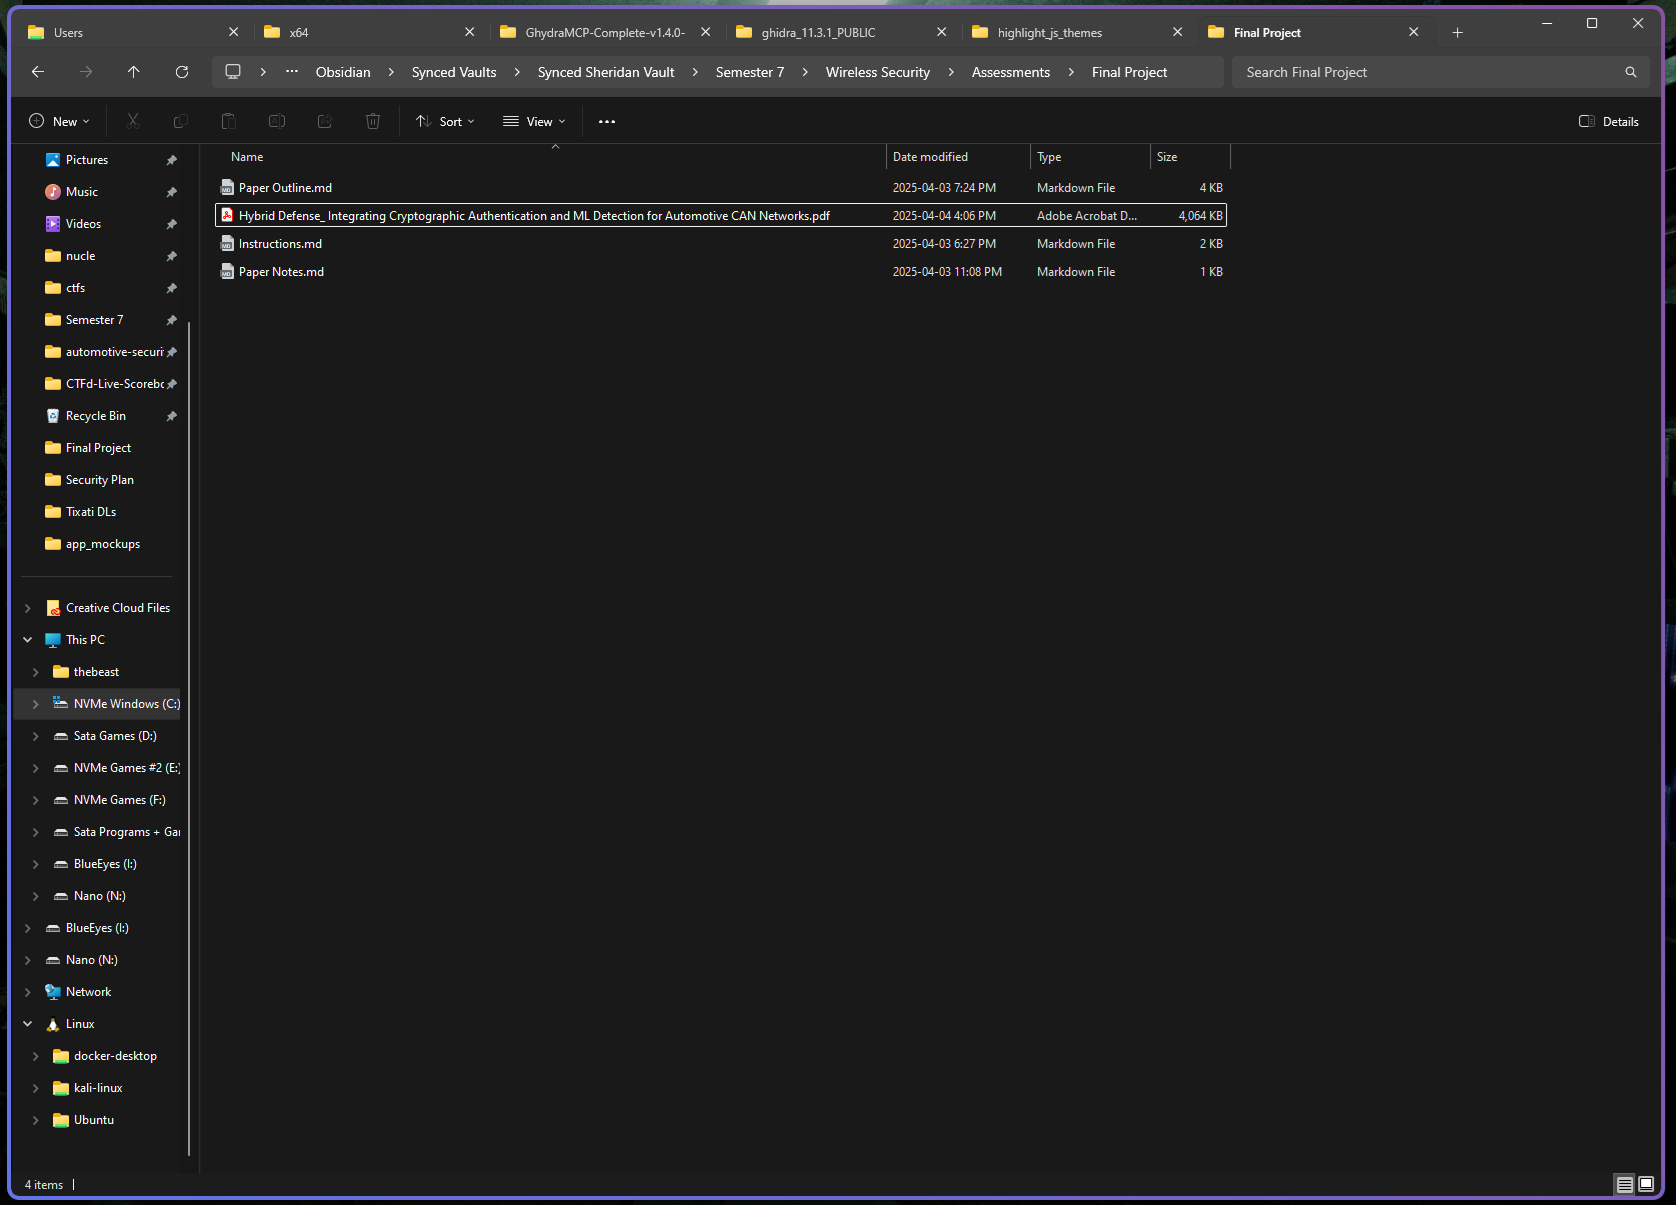 Users
x64
GhydraMCP-Complete-v1.4.0-
ghidra_11.3.1_PUBLIC
highlight_js_themes
Final Project
Obsidian
Synced Vaults
Synced Sheridan Vault
Semester 7
Wireless Security
Assessments
Final Project
Search Final Project
New
Sort
View
Details
Name Date modified Type Size
Paper Outline.md 2025-04-03 7:24 PM Markdown File 4 KB
Hybrid Defense_ Integrating Cryptographic Authentication and ML Detection for Automotive CAN Networks.pdf 2025-04-04 4:06 PM Adobe Acrobat D... 4,064 KB
Instructions.md 2025-04-03 6:27 PM Markdown File 2 KB
Paper Notes.md 2025-04-03 11:08 PM Markdown File 1 KB
Pictures
Music
Videos
nucle
ctfs
Semester 7
automotive-securi
CTFd-Live-Scorebo
Recycle Bin
Final Project
Security Plan
Tixati DLs
app_mockups
Creative Cloud Files
This PC
thebeast
NVMe Windows (C:)
Sata Games (D:)
NVMe Games #2 (E:)
NVMe Games (F:)
Sata Programs + Gar
BlueEyes (I:)
Nano (N:)
BlueEyes (I:)
Nano (N:)
Network
Linux
docker-desktop
kali-linux
Ubuntu
4 items